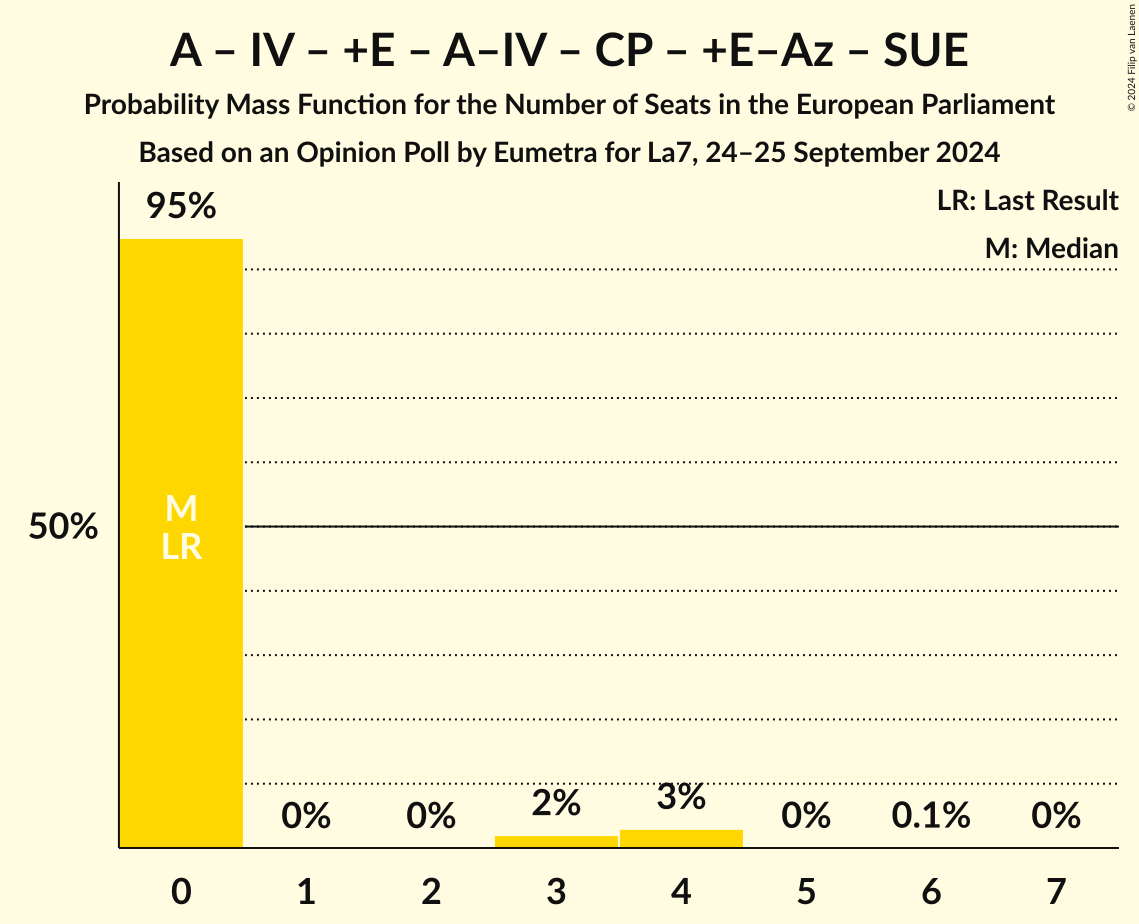 A – IV – +E – A–IV – CP – +E–Az – SUE
Probability Mass Function for the Number of Seats in the European Parliament
Based on an Opinion Poll by Eumetra for La7, 24–25 September 2024
© 2024 Filip van Laenen
LR: Last Result
M: Median
95%
50%
M
LR
0%
0%
2%
3%
0%
0.1%
0%
0
1
2
3
4
5
6
7